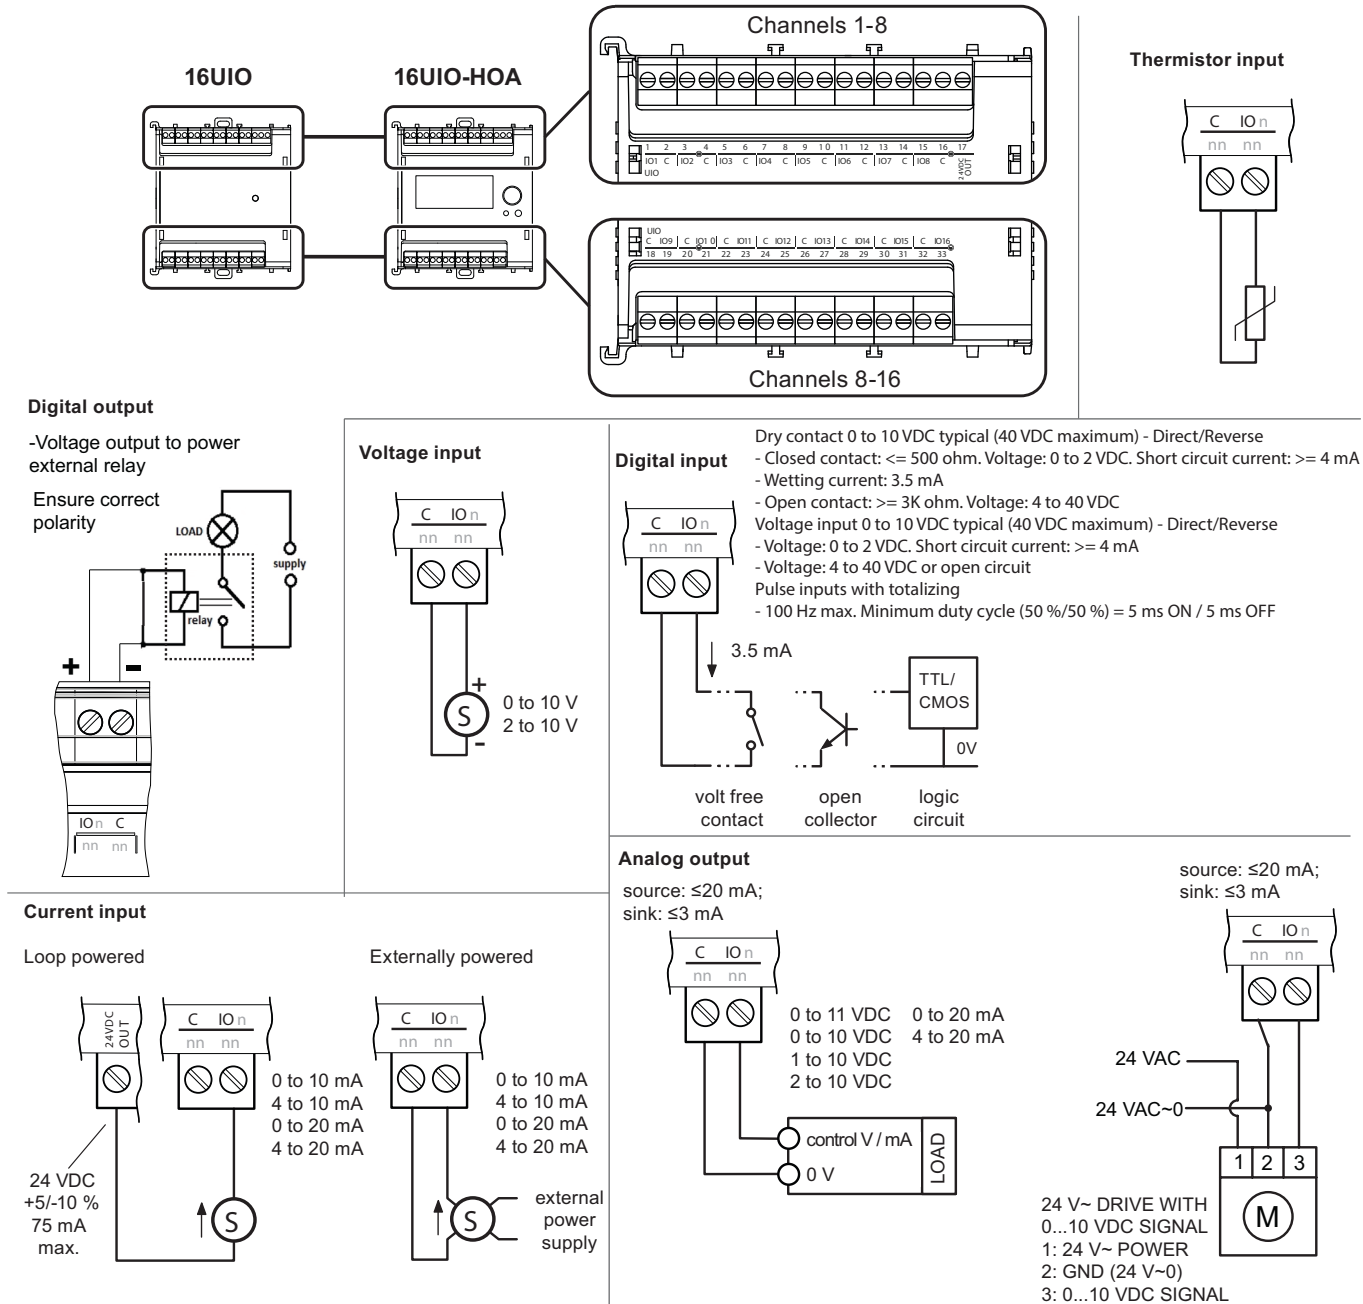 16UIO
16UIO-HOA
Channels 1-8
1 2 3 4 5 6 7 8 9 10 11 12 13 14 15 16 17
IO1 C IO2 C IO3 C IO4 C IO5 C IO6 C IO7 C IO8 C 24VDC OUT
UIO
UIO
C IO9 C IO10 C IO11 C IO12 C IO13 C IO14 C IO15 C IO16
18 19 20 21 22 23 24 25 26 27 28 29 30 31 32 33
Channels 8-16
Thermistor input
C IOn
nn nn
Digital output
-Voltage output to power
external relay
Ensure correct
polarity
LOAD
supply
relay
+ -
IOn C
nn nn
Voltage input
C IOn
nn nn
+
S
-
0 to 10 V
2 to 10 V
Digital input
Dry contact 0 to 10 VDC typical (40 VDC maximum) - Direct/Reverse
- Closed contact: <= 500 ohm. Voltage: 0 to 2 VDC. Short circuit current: >= 4 mA
- Wetting current: 3.5 mA
- Open contact: >= 3K ohm. Voltage: 4 to 40 VDC
Voltage input 0 to 10 VDC typical (40 VDC maximum) - Direct/Reverse
- Voltage: 0 to 2 VDC. Short circuit current: >= 4 mA
- Voltage: 4 to 40 VDC or open circuit
Pulse inputs with totalizing
- 100 Hz max. Minimum duty cycle (50 %/50 %) = 5 ms ON / 5 ms OFF
C IOn
nn nn
3.5 mA
TTL/
CMOS
0V
volt free
contact
open
collector
logic
circuit
Current input
Loop powered
24VDC
OUT
C IOn
nn nn
0 to 10 mA
4 to 10 mA
0 to 20 mA
4 to 20 mA
24 VDC
+5/-10 %
75 mA
max.
S
Externally powered
C IOn
nn nn
0 to 10 mA
4 to 10 mA
0 to 20 mA
4 to 20 mA
S
external
power
supply
Analog output
source: ≤20 mA;
sink: ≤3 mA
C IOn
nn nn
0 to 11 VDC 0 to 20 mA
0 to 10 VDC 4 to 20 mA
1 to 10 VDC
2 to 10 VDC
control V / mA
0 V
LOAD
source: ≤20 mA;
sink: ≤3 mA
C IOn
nn nn
24 VAC
24 VAC~0
1 2 3
M
24 V~ DRIVE WITH
0...10 VDC SIGNAL
1: 24 V~ POWER
2: GND (24 V~0)
3: 0...10 VDC SIGNAL